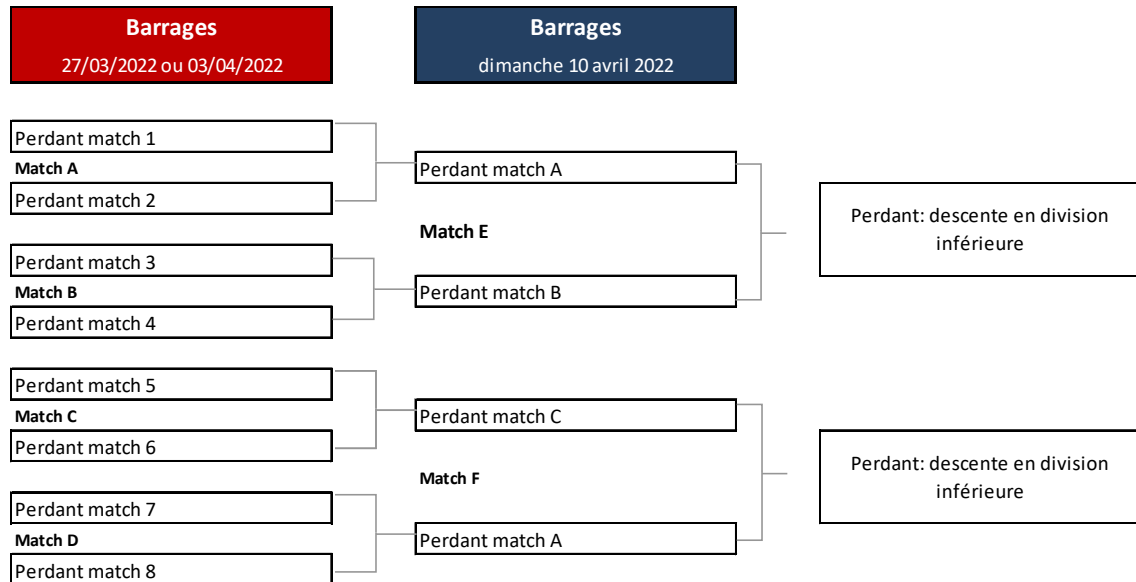 Barrages
27/03/2022 ou 03/04/2022
Barrages
dimanche 10 avril 2022
Perdant match 1
Match A
Perdant match 2
Perdant match 3
Match B
Perdant match 4
Perdant match 5
Match C
Perdant match 6
Perdant match 7
Match D
Perdant match 8
Perdant match A
Match E
Perdant match B
Perdant match C
Match F
Perdant match A
Perdant: descente en division
inférieure
Perdant: descente en division
inférieure